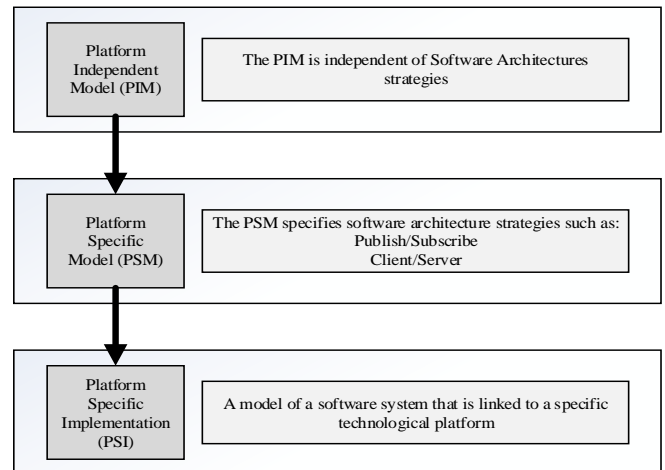 Platform
Independent
Model (PIM)
The PIM is independent of Software Architectures
strategies
Platform
Specific
Model (PSM)
The PSM specifies software architecture strategies such as:
Publish/Subscribe
Client/Server
Platform
Specific
Implementation
(PSI)
A model of a software system that is linked to a specific
technological platform